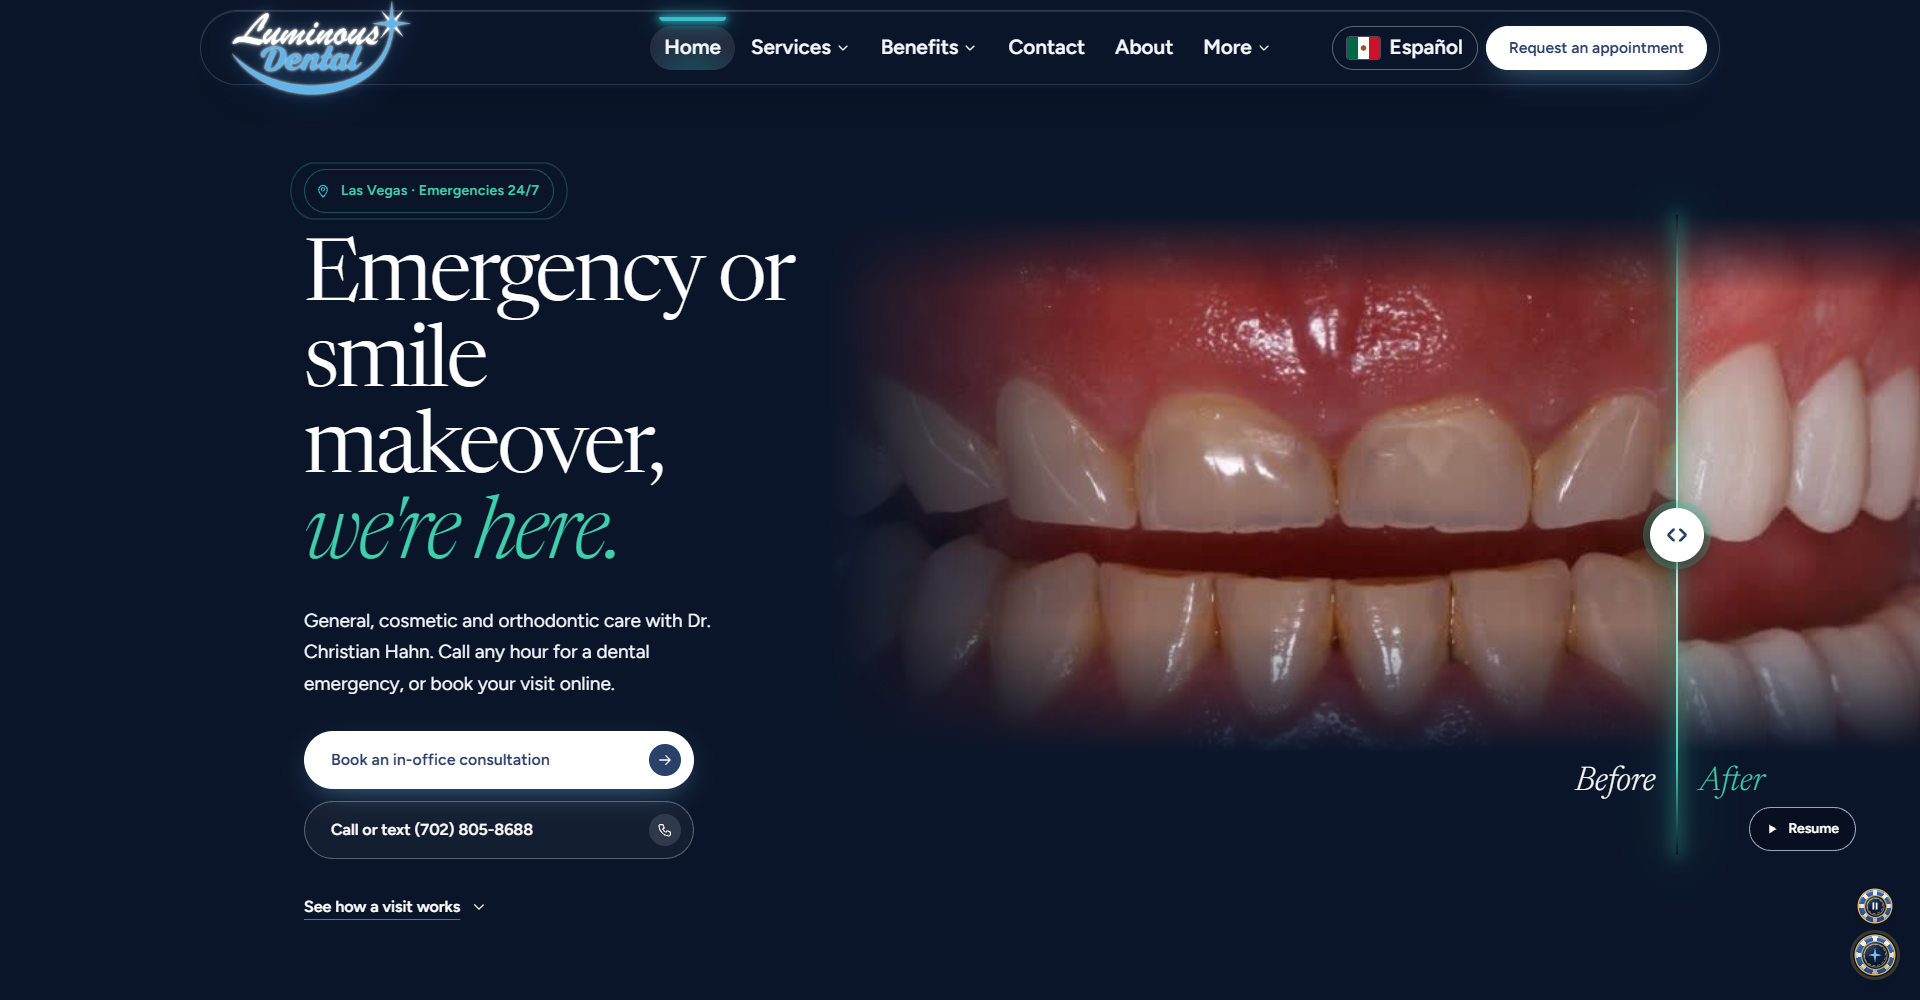 Luminous
Dental
Home
Services
Benefits
Contact
About
More
Español
Request an appointment
Las Vegas · Emergencies 24/7
Emergency or
smile
makeover,
we're here.
General, cosmetic and orthodontic care with Dr.
Christian Hahn. Call any hour for a dental
emergency, or book your visit online.
Book an in-office consultation
Call or text (702) 805-8688
See how a visit works
Before
After
Resume